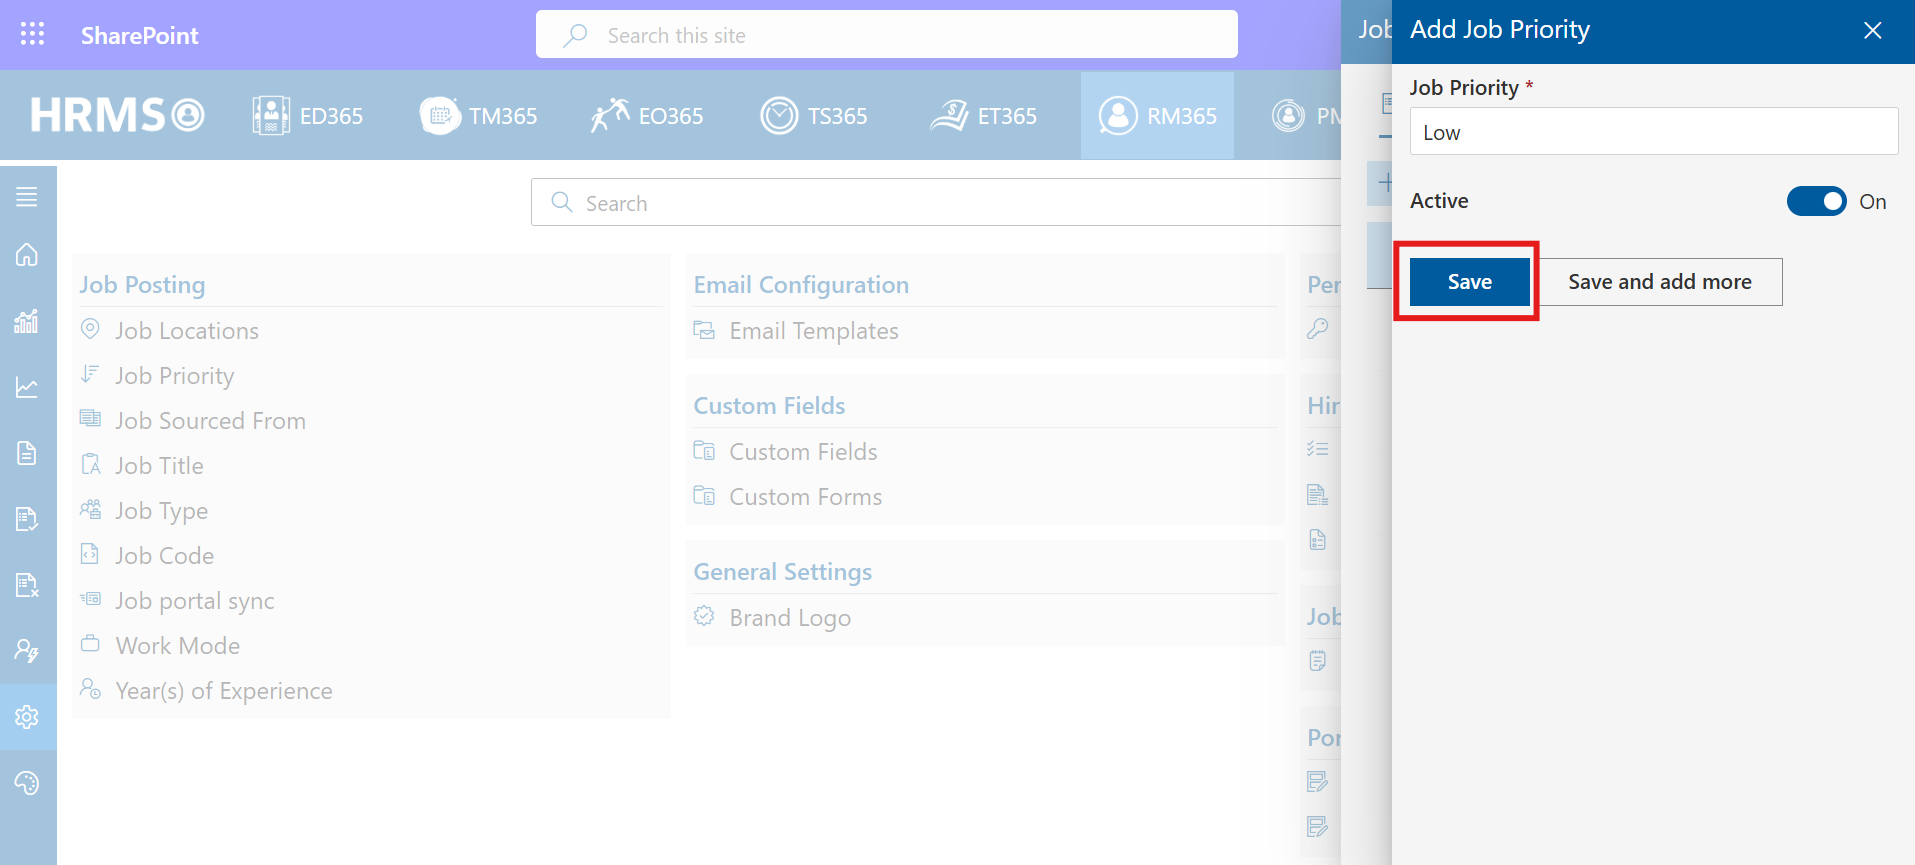 SharePoint
Search this site
Job
Add Job Priority
HRMS
ED365
TM365
EO365
TS365
ET365
RM365
PM
Job Priority *
Low
Active
On
Save
Save and add more
Search
Job Posting
Job Locations
Job Priority
Job Sourced From
Job Title
Job Type
Job Code
Job portal sync
Work Mode
Year(s) of Experience
Email Configuration
Email Templates
Custom Fields
Custom Fields
Custom Forms
General Settings
Brand Logo
Per
Hir
Job
Por